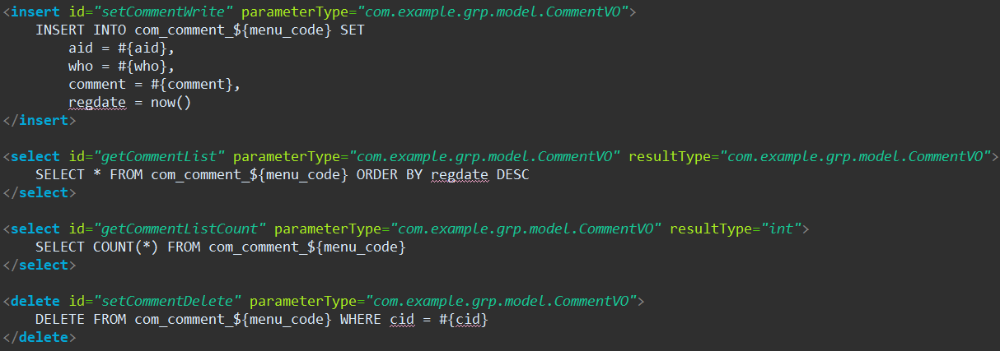 <insert id="setCommentWrite" parameterType="com.example.grp.model.CommentVO">
    INSERT INTO com_comment_${menu_code} SET
        aid = #{aid},
        who = #{who},
        comment = #{comment},
        regdate = now()
</insert>

<select id="getCommentList" parameterType="com.example.grp.model.CommentVO" resultType="com.example.grp.model.CommentVO">
    SELECT * FROM com_comment_${menu_code} ORDER BY regdate DESC
</select>

<select id="getCommentListCount" parameterType="com.example.grp.model.CommentVO" resultType="int">
    SELECT COUNT(*) FROM com_comment_${menu_code}
</select>

<delete id="setCommentDelete" parameterType="com.example.grp.model.CommentVO">
    DELETE FROM com_comment_${menu_code} WHERE cid = #{cid}
</delete>